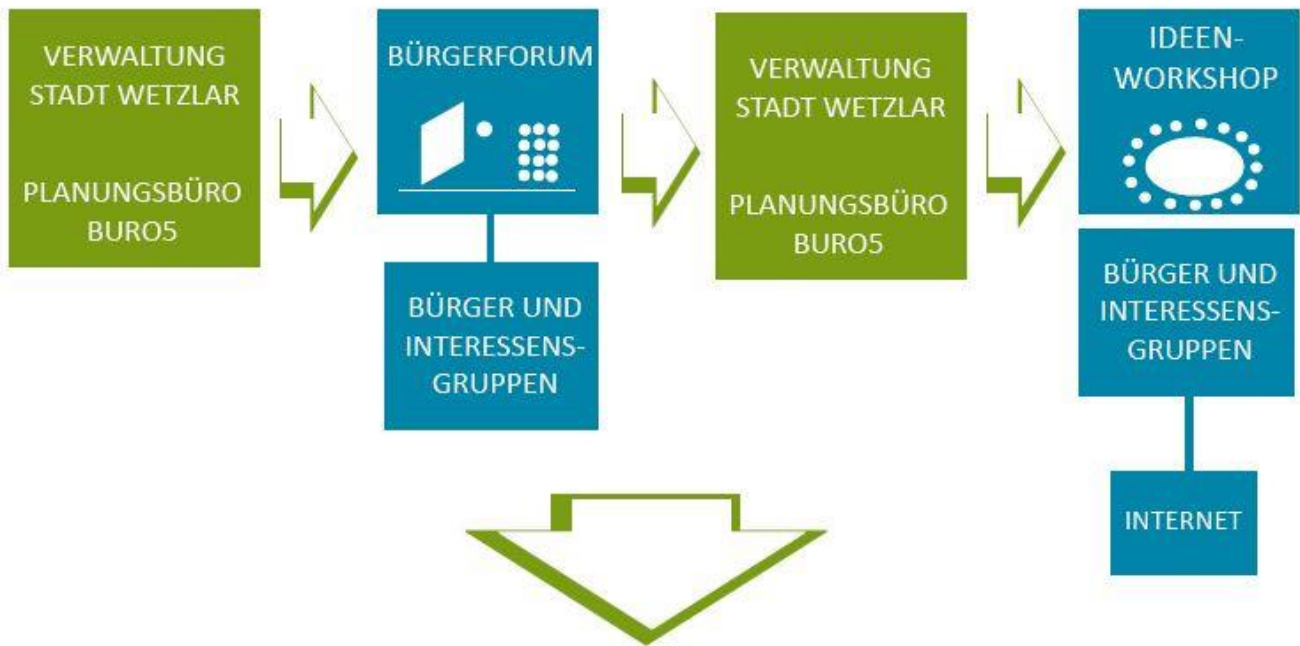 VERWALTUNG
STADT WETZLAR
PLANUNGSBÜRO
BURO5
BÜRGERFORUM
BÜRGER UND
INTERESSENS-
GRUPPEN
VERWALTUNG
STADT WETZLAR
PLANUNGSBÜRO
BURO5
IDEEN-
WORKSHOP
BÜRGER UND
INTERESSENS-
GRUPPEN
INTERNET